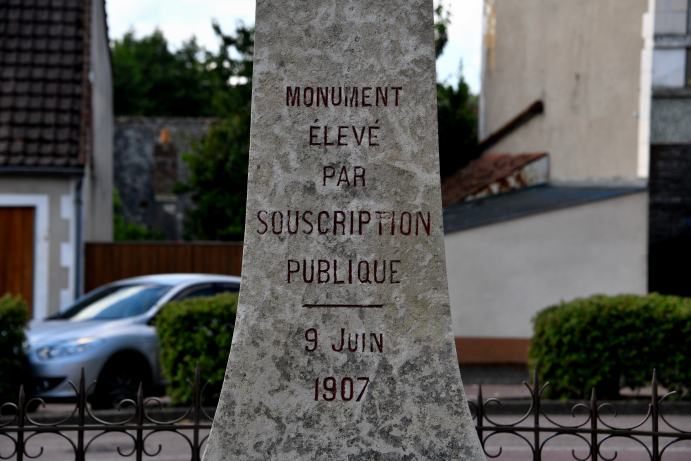 MONUMENT
ÉLEVÉ
PAR
SOUSCRIPTION
PUBLIQUE
9 Juin
1907